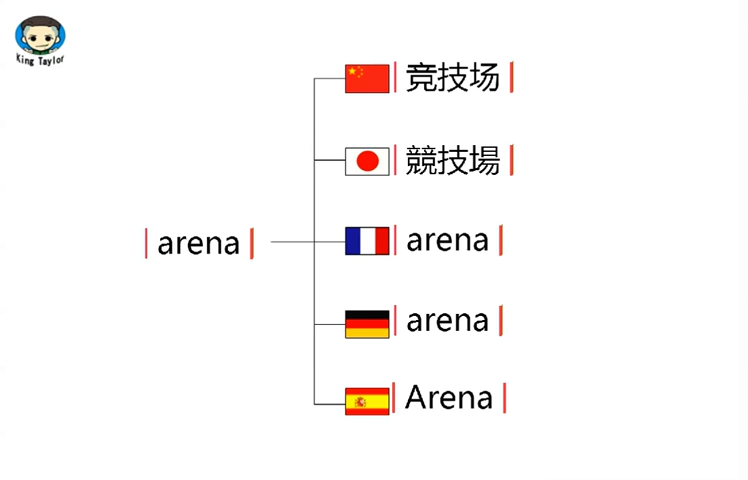 King Taylor
竞技场
競技場
arena
arena
arena
Arena